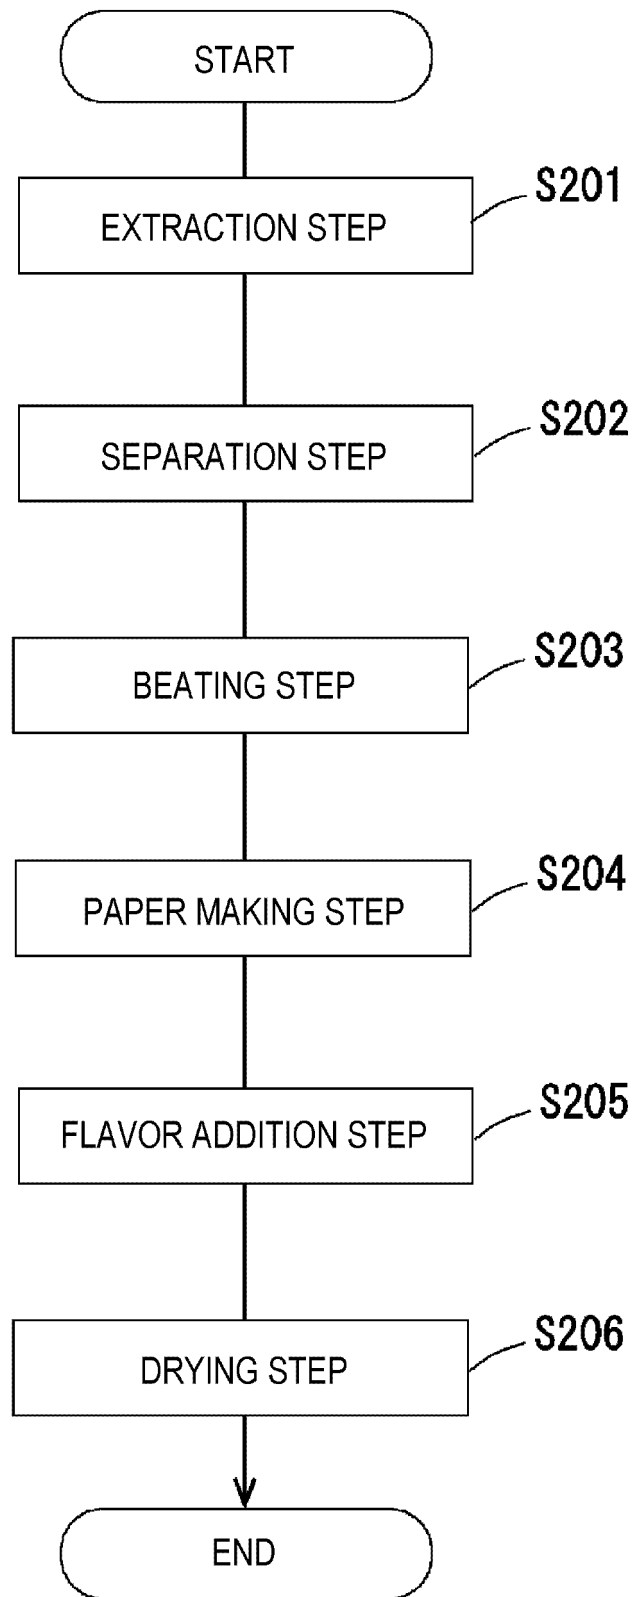 START
S201
EXTRACTION STEP
S202
SEPARATION STEP
S203
BEATING STEP
S204
PAPER MAKING STEP
S205
FLAVOR ADDITION STEP
S206
DRYING STEP
END